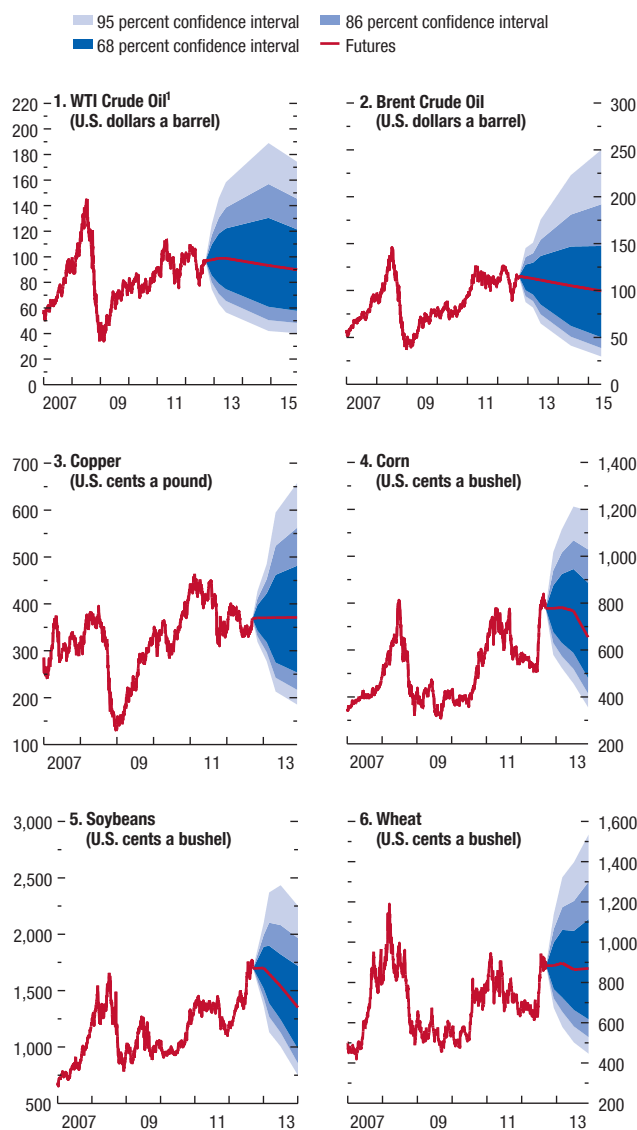 95 percent confidence interval
86 percent confidence interval
68 percent confidence interval
Futures
1. WTI Crude Oil¹
(U.S. dollars a barrel)
220
200
180
160
140
120
100
80
60
40
20
0
2007 09 11 13 15
2. Brent Crude Oil
(U.S. dollars a barrel)
300
250
200
150
100
50
0
2007 09 11 13 15
3. Copper
(U.S. cents a pound)
700
600
500
400
300
200
100
2007 09 11 13
4. Corn
(U.S. cents a bushel)
1,400
1,200
1,000
800
600
400
200
2007 09 11 13
5. Soybeans
(U.S. cents a bushel)
3,000
2,500
2,000
1,500
1,000
500
2007 09 11 13
6. Wheat
(U.S. cents a bushel)
1,600
1,400
1,200
1,000
800
600
400
200
2007 09 11 13